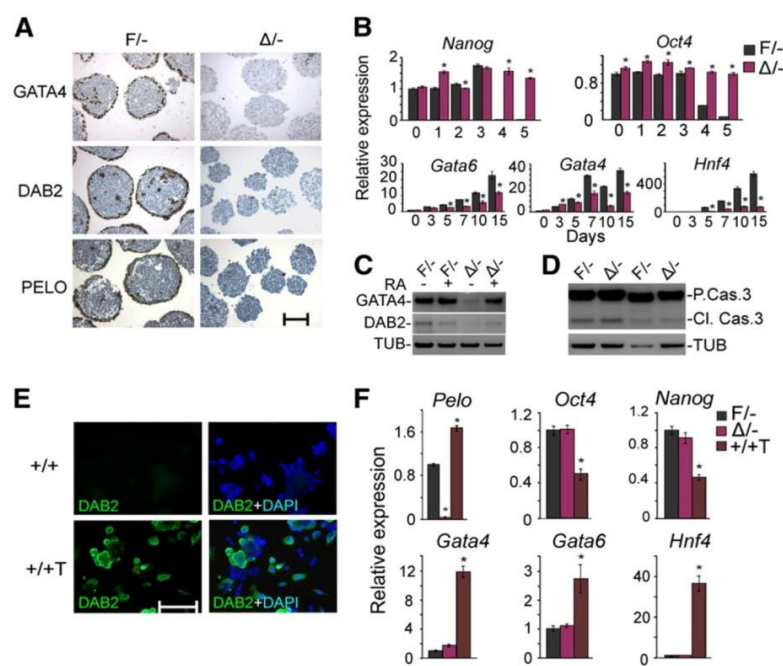 A
F/-
Δ/-
GATA4
DAB2
PELO
B
Relative expression
Nanog
2
1
0
0 1 2 3 4 5
Oct4
1.2
0.8
0
0 1 2 3 4 5
F/-
Δ/-
Gata6
30
20
10
0
0 3 5 7 10 15
Gata4
40
20
0
0 3 5 7 10 15
Hnf4
400
0
0 3 5 7 10 15
Days
C
F/- F/- Δ/- Δ/-
RA - + - +
GATA4-
DAB2-
TUB-
D
F/- Δ/- F/- Δ/-
-P.Cas.3
-Cl. Cas.3
-TUB
E
+/+
DAB2
DAB2+DAPI
+/+T
DAB2
DAB2+DAPI
F
Relative expression
Pelo
1.6
0.8
0.0
Oct4
1.2
0.8
0.4
0.0
Nanog
1.2
0.8
0.4
0.0
F/-
Δ/-
+/+T
Gata4
12
8
4
0
Gata6
3
2
1
0
Hnf4
40
20
0